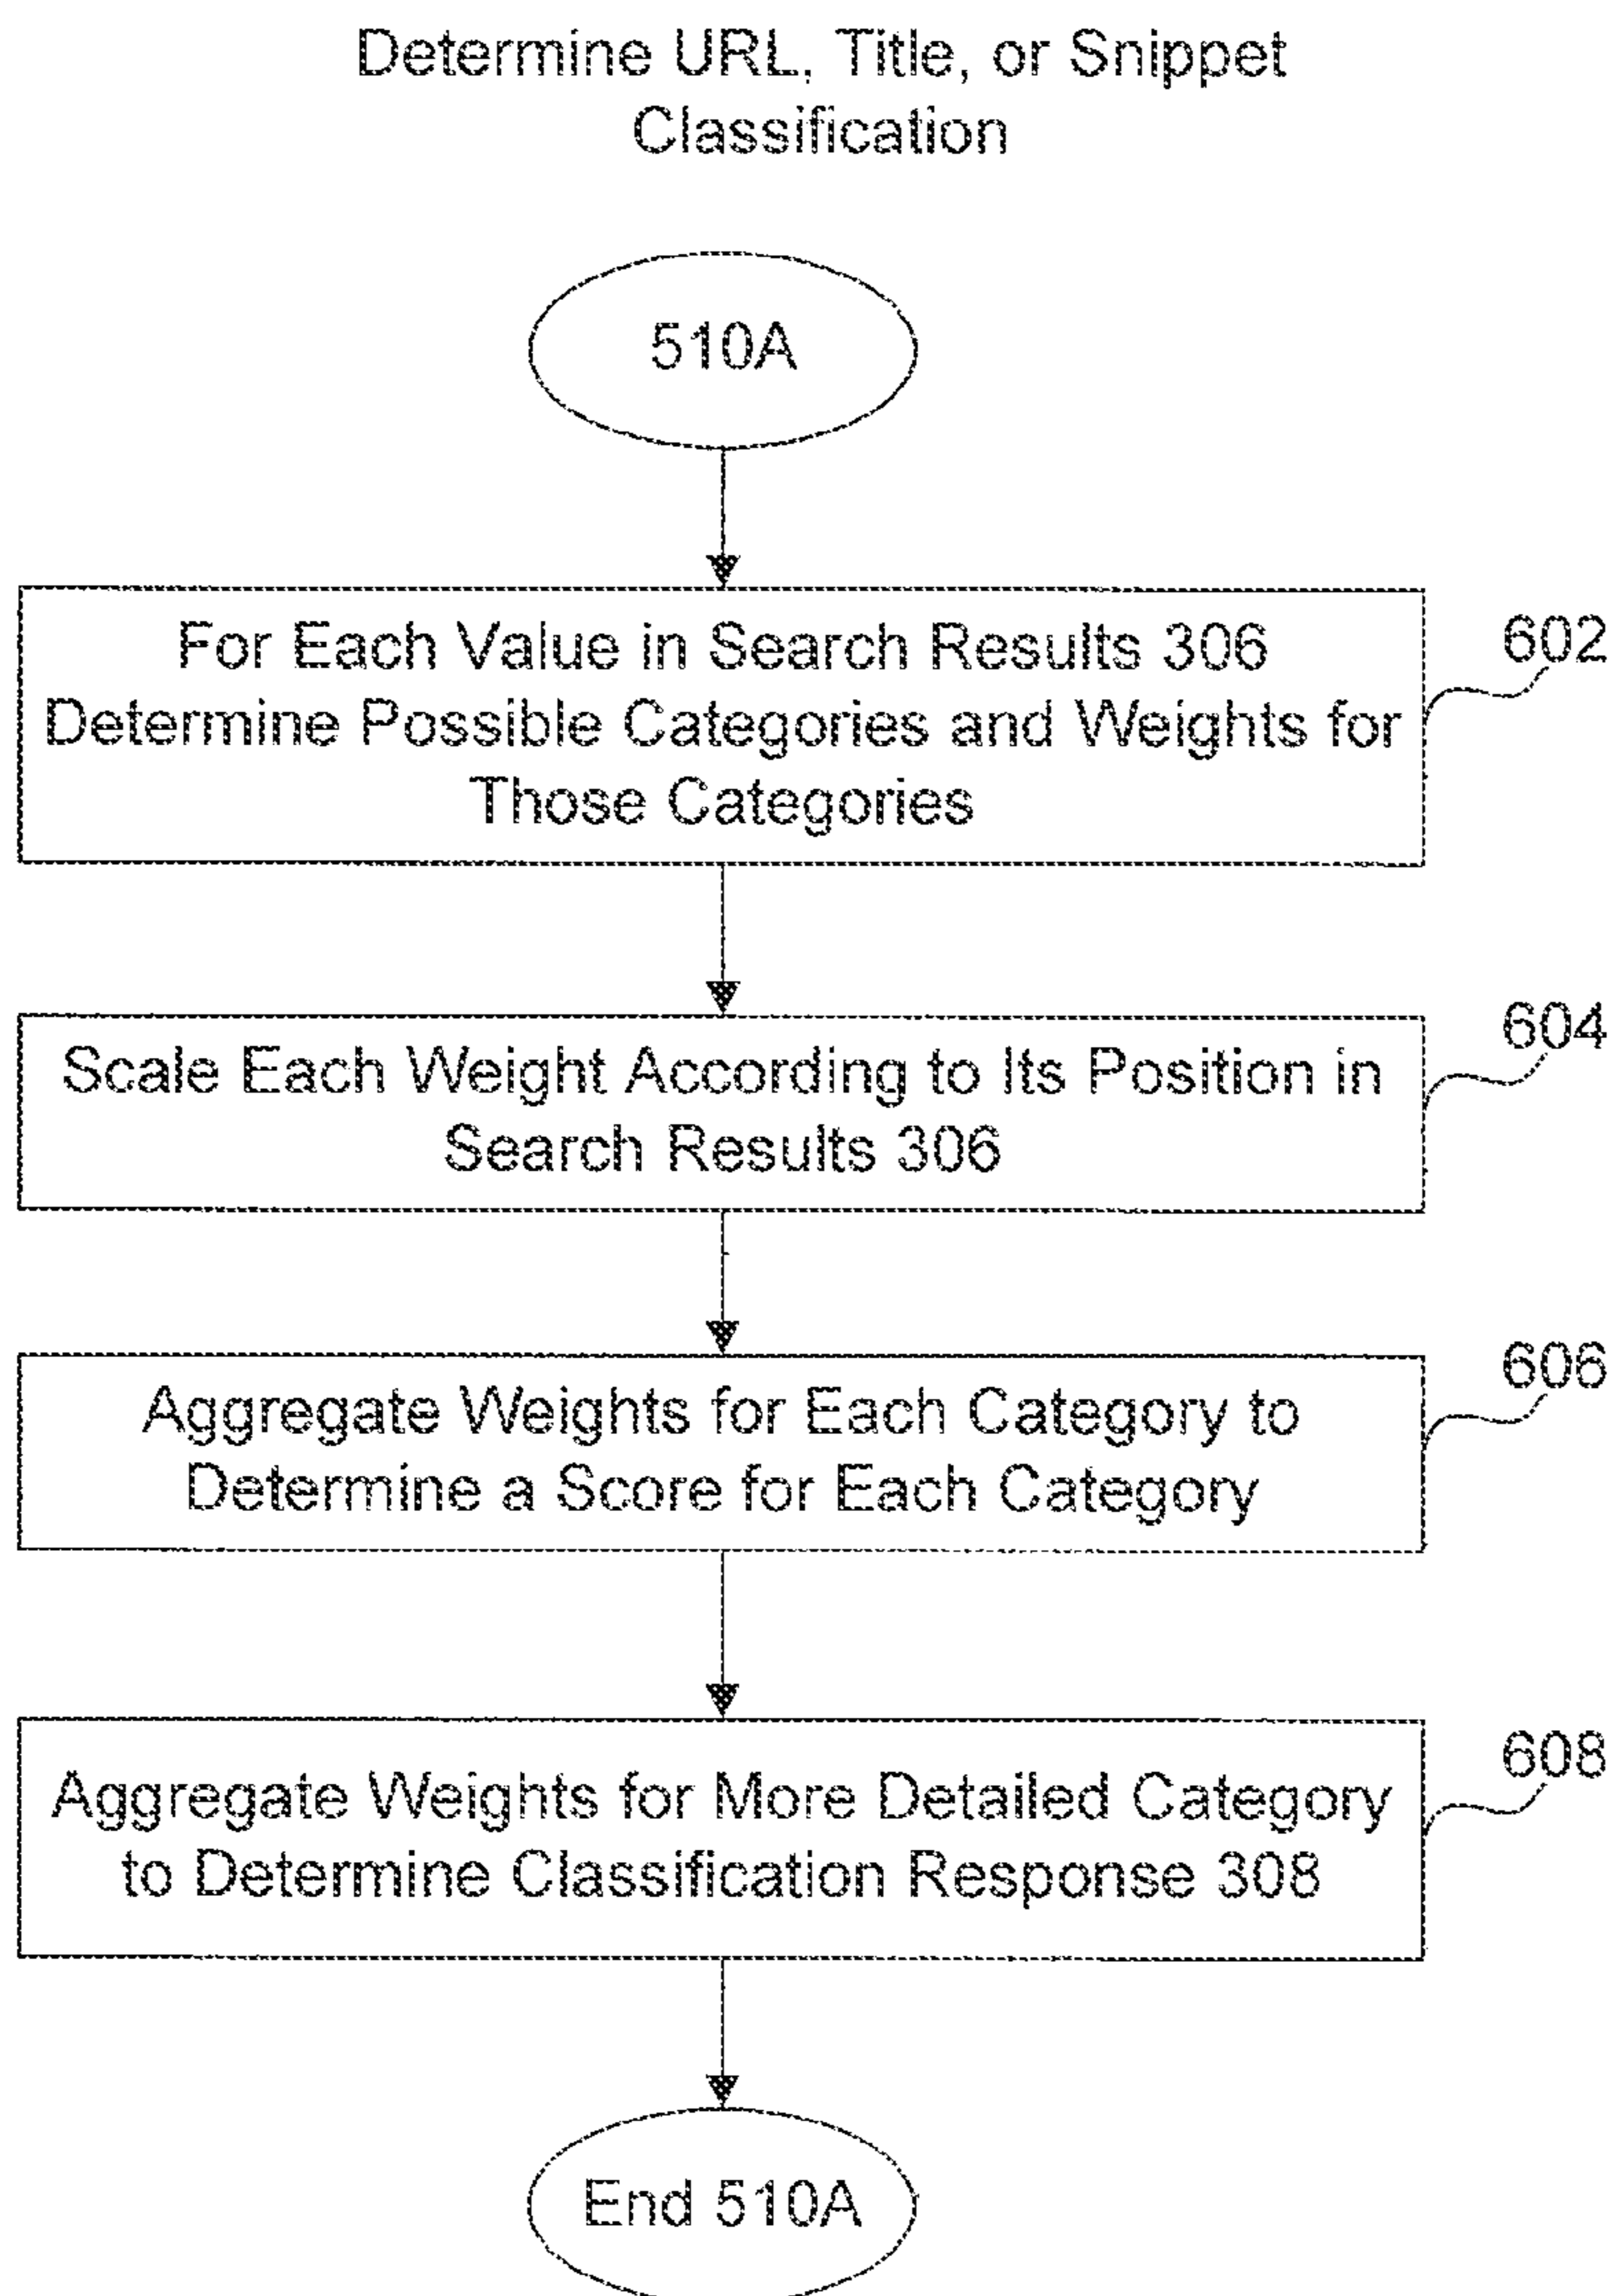 Determine URL, Title, or Snippet
Classification
510A
For Each Value in Search Results 306
Determine Possible Categories and Weights for
Those Categories
602
Scale Each Weight According to Its Position in
Search Results 306
604
Aggregate Weights for Each Category to
Determine a Score for Each Category
606
Aggregate Weights for More Detailed Category
to Determine Classification Response 308
608
End 510A